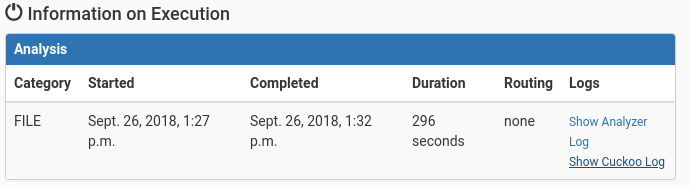 Information on Execution
Analysis
Category Started Completed Duration Routing Logs
FILE Sept. 26, 2018, 1:27 Sept. 26, 2018, 1:32 296 none Show Analyzer
p.m. p.m. seconds Log
Show Cuckoo Log